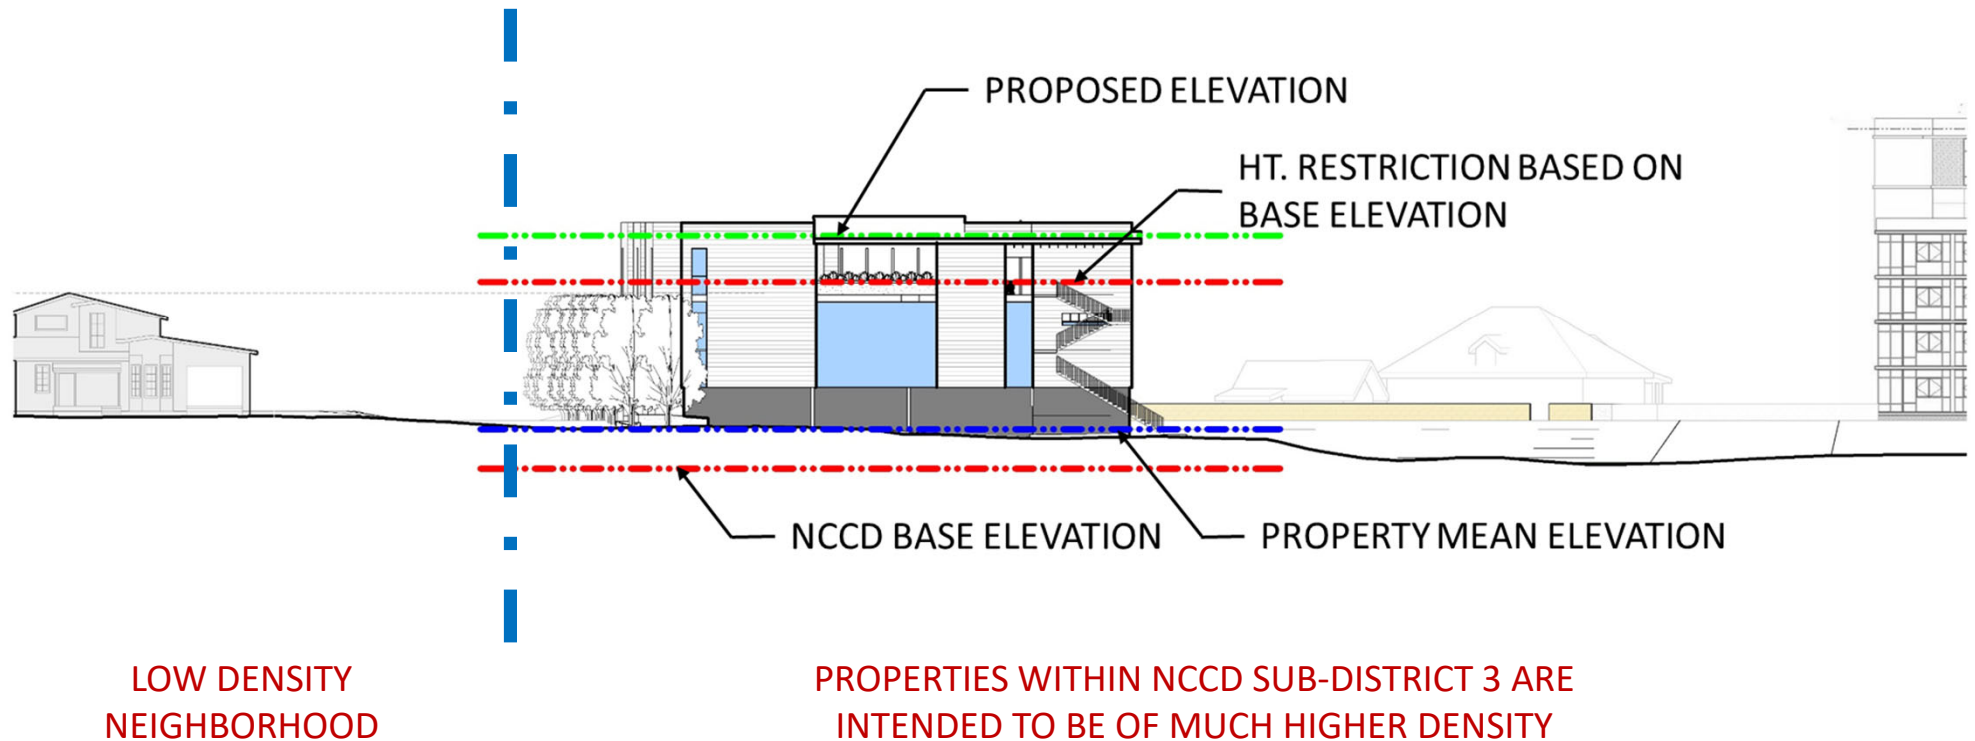 PROPOSED ELEVATION
HT. RESTRICTION BASED ON
BASE ELEVATION
NCCD BASE ELEVATION
PROPERTY MEAN ELEVATION
LOW DENSITY
NEIGHBORHOOD
PROPERTIES WITHIN NCCD SUB-DISTRICT 3 ARE
INTENDED TO BE OF MUCH HIGHER DENSITY